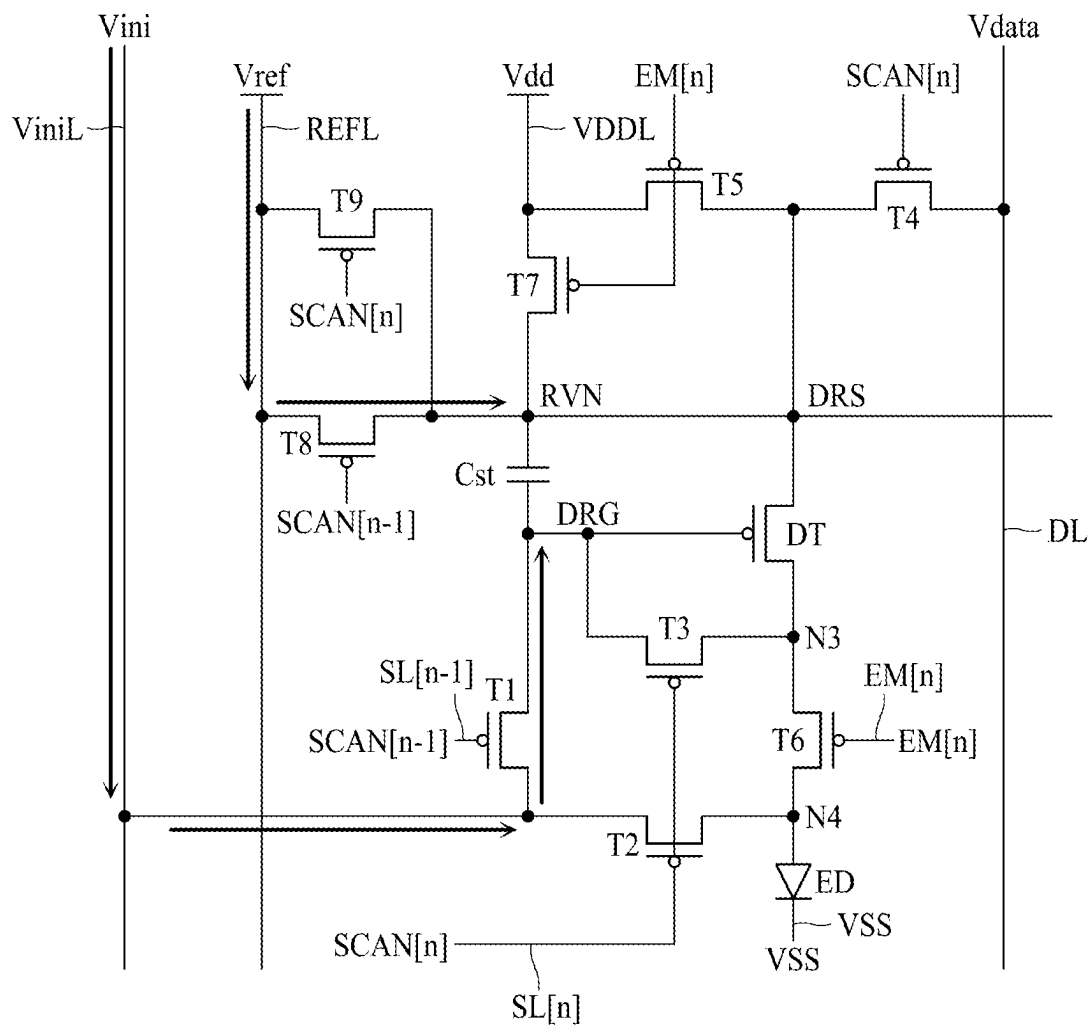 Vini
Vdata
Vref
Vdd
EM[n]
SCAN[n]
ViniL
REFL
VDDL
T5
T4
T9
T7
SCAN[n]
RVN
DRS
T8
Cst
SCAN[n-1]
DRG
DT
DL
T3
N3
SL[n-1]
T1
EM[n]
SCAN[n-1]
T6
EM[n]
T2
N4
ED
VSS
SCAN[n]
VSS
SL[n]